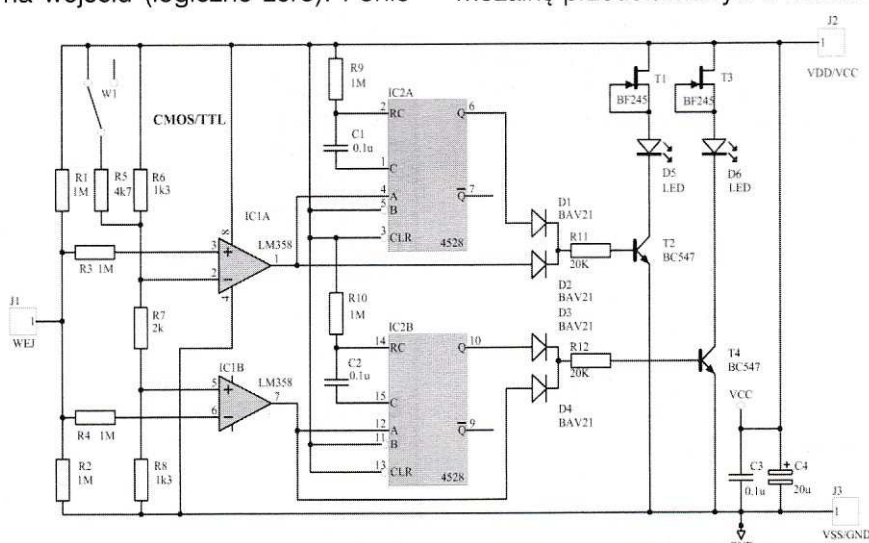 na wejściu (logiczne zero). Ponie
J2
1
VDD/VCC
W1
CMOS/TTL
R9
1M
IC2A
2 RC Q 6
C1
0.1u
1 C
Q 7
4 A
5 B
3 CLR
4528
T1
BF245
T3
BF245
D5
LED
D6
LED
R1
1M
R5
4k7
R6
1k3
IC1A
8
LM358
3
2
1
4
R3 1M
D1
BAV21
R11
20K
T2
BC547
D2
BAV21
D3
BAV21
R10
1M
J1
1
WEJ
R7
2k
IC2B
14 RC Q 10
C2
0.1u
15 C
Q 9
12 A
11 B
13 CLR
4528
R12
20K
T4
BC547
IC1B
LM358
5
6
7
R4 1M
D4
BAV21
VCC
R2
1M
R8
1k3
C3
0.1u
C4
20u
J3
1
VSS/GND